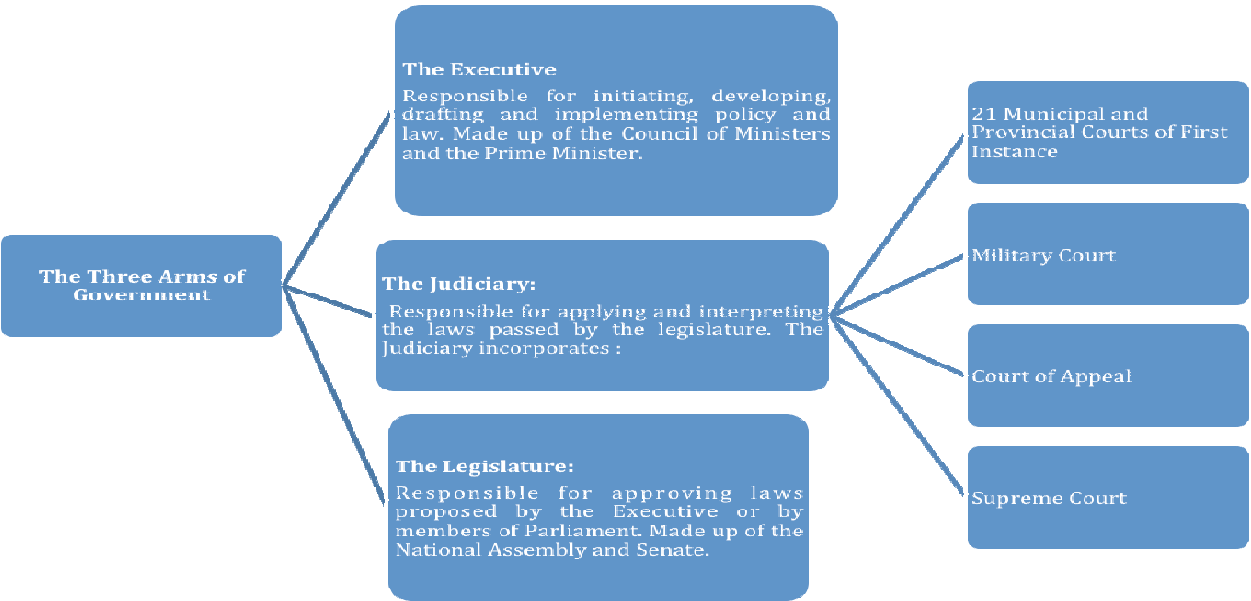 The Three Arms of
Government
The Executive
Responsible for initiating, developing,
drafting and implementing policy and
law. Made up of the Council of Ministers
and the Prime Minister.
The Judiciary:
Responsible for applying and interpreting
the laws passed by the legislature. The
Judiciary incorporates :
The Legislature:
Responsible for approving laws
proposed by the Executive or by
members of Parliament. Made up of the
National Assembly and Senate.
21 Municipal and
Provincial Courts of First
Instance
Military Court
Court of Appeal
Supreme Court